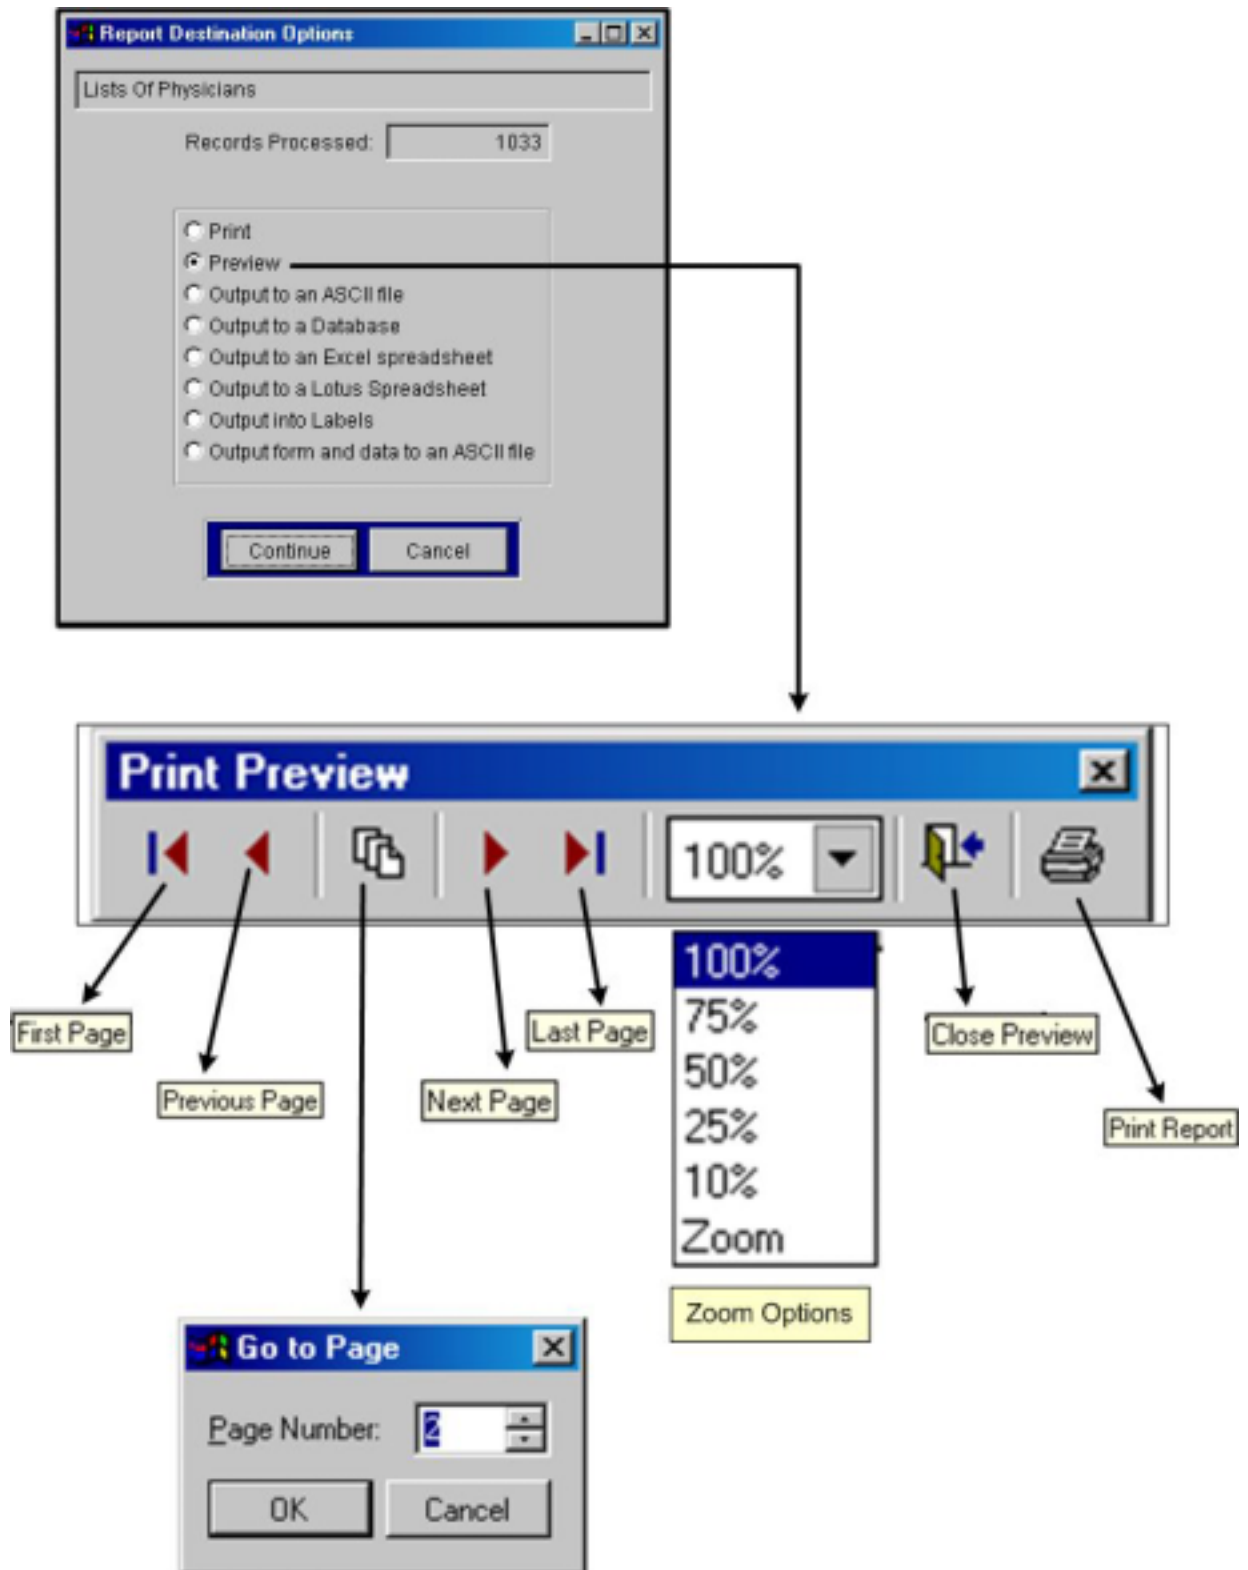 Report Destination Options
Lists Of Physicians
Records Processed: 1033
Print
Preview
Output to an ASCII file
Output to a Database
Output to an Excel spreadsheet
Output to a Lotus Spreadsheet
Output into Labels
Output form and data to an ASCII file
Continue Cancel
Print Preview
100%
100%
75%
50%
25%
10%
Zoom
First Page
Last Page
Close Preview
Previous Page
Next Page
Print Report
Zoom Options
Go to Page
Page Number: 2
OK Cancel